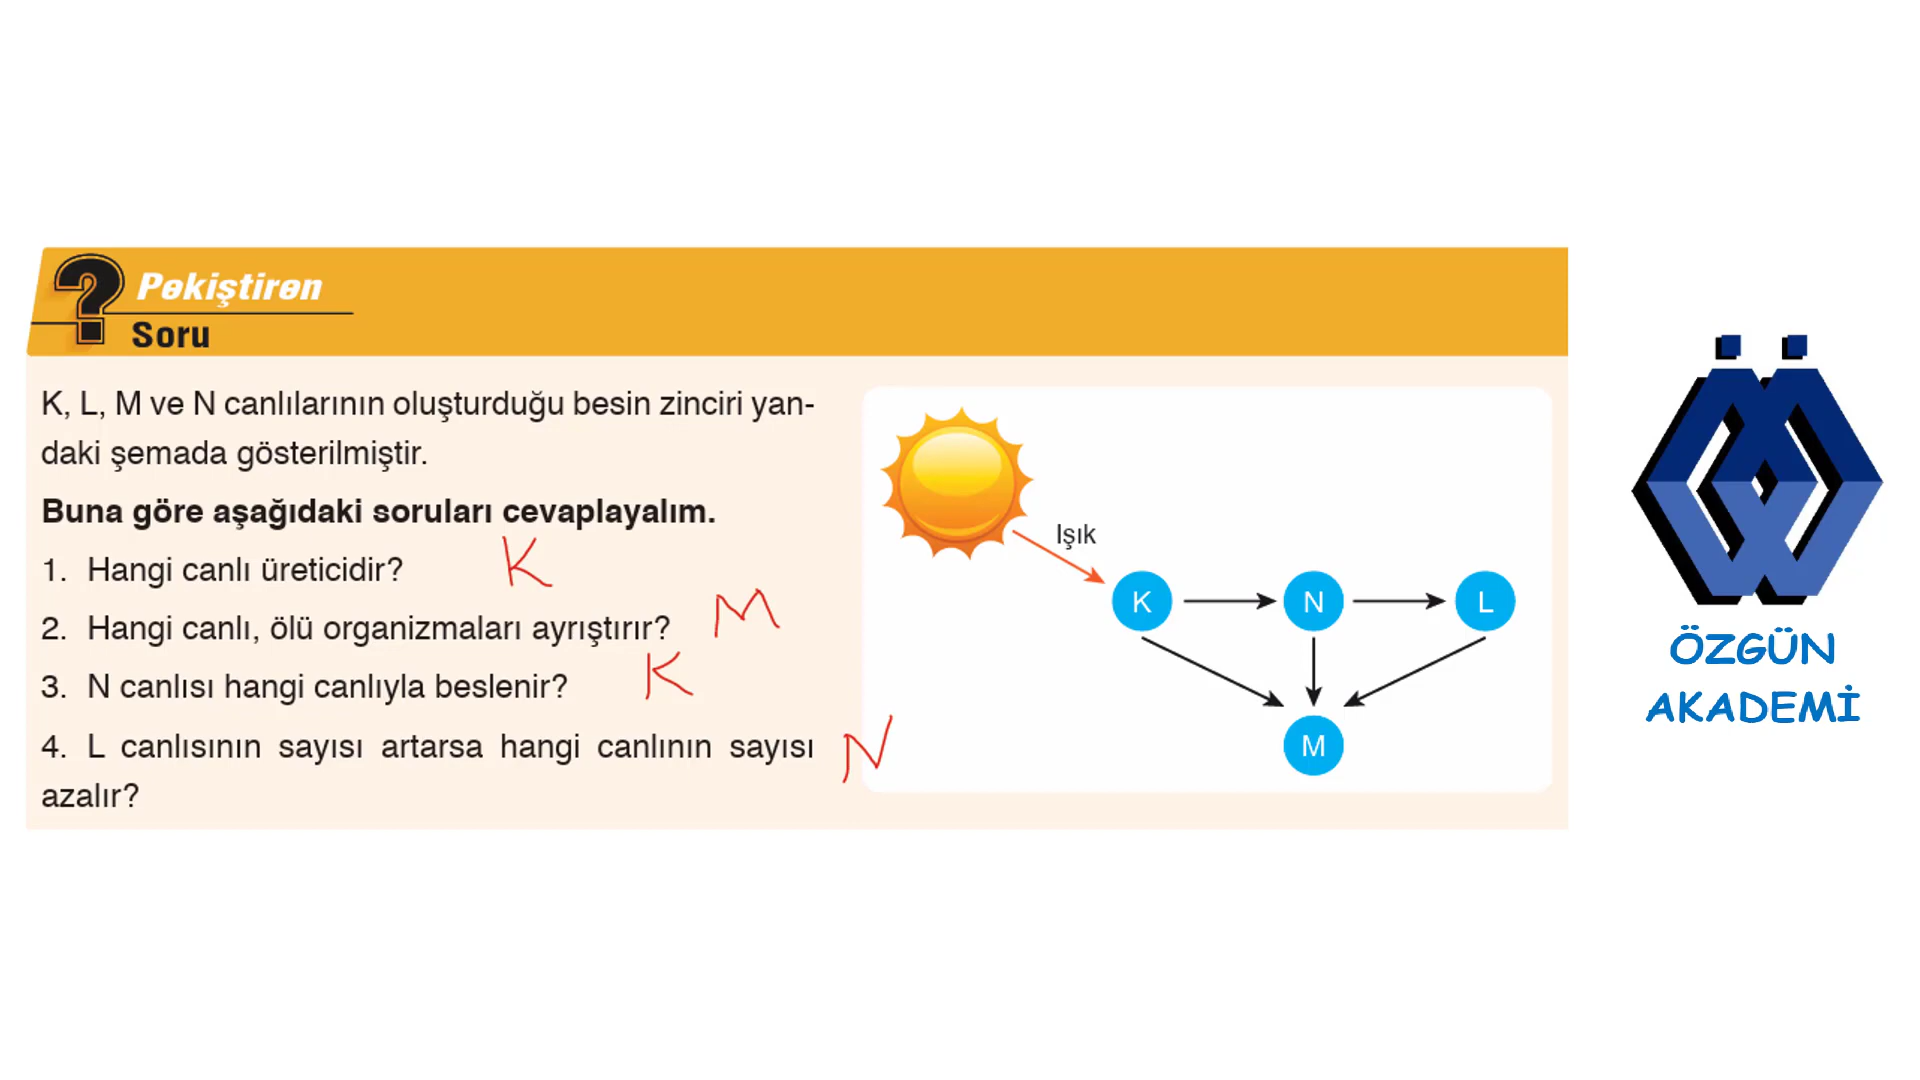 Pekiştiren
Soru
K, L, M ve N canlılarının oluşturduğu besin zinciri yan-
daki şemada gösterilmiştir.
Buna göre aşağıdaki soruları cevaplayalım.
1. Hangi canlı üreticidir? K
2. Hangi canlı, ölü organizmaları ayrıştırır? M
3. N canlısı hangi canlıyla beslenir? K
4. L canlısının sayısı artarsa hangi canlının sayısı N
azalır?
Işık
K N L
M
ÖZGÜN
AKADEMİ